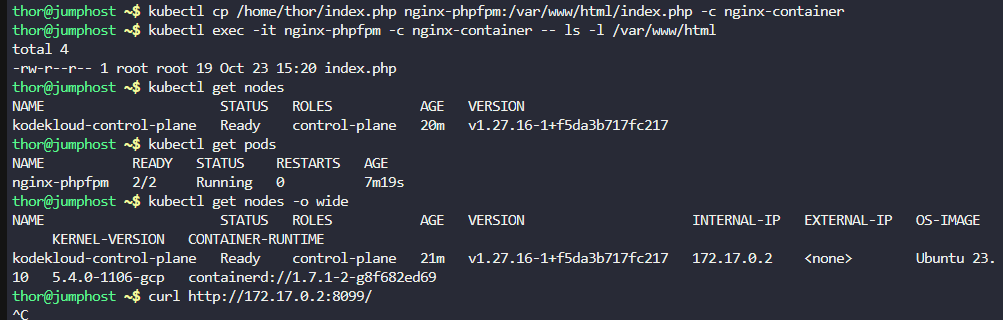 thor@jumphost ~$ kubectl cp /home/thor/index.php nginx-phpfpm:/var/www/html/index.php -c nginx-container
thor@jumphost ~$ kubectl exec -it nginx-phpfpm -c nginx-container -- ls -l /var/www/html
total 4
-rw-r--r-- 1 root root 19 Oct 23 15:20 index.php
thor@jumphost ~$ kubectl get nodes
NAME                      STATUS   ROLES           AGE   VERSION
kodekloud-control-plane   Ready    control-plane   20m   v1.27.16-1+f5da3b717fc217
thor@jumphost ~$ kubectl get pods
NAME           READY   STATUS    RESTARTS   AGE
nginx-phpfpm   2/2     Running   0          7m19s
thor@jumphost ~$ kubectl get nodes -o wide
NAME                      STATUS   ROLES           AGE   VERSION                     INTERNAL-IP   EXTERNAL-IP   OS-IMAGE
     KERNEL-VERSION   CONTAINER-RUNTIME
kodekloud-control-plane   Ready    control-plane   21m   v1.27.16-1+f5da3b717fc217   172.17.0.2    <none>        Ubuntu 23.
10   5.4.0-1106-gcp   containerd://1.7.1-2-g8f682ed69
thor@jumphost ~$ curl http://172.17.0.2:8099/
^C